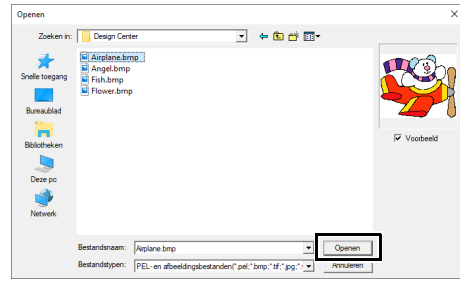 Openen
Zoeken in: Design Center
Airplane.bmp
Angel.bmp
Fish.bmp
Flower.bmp
Snelle toegang
Bureaublad
Bibliotheken
Deze pc
Netwerk
Voorbeeld
Bestandsnaam: Airplane.bmp Openen
Bestandstypen: PEL- en afbeeldingsbestanden(*.pel;*.bmp;*.tif;*.jpg;*. Annuleren